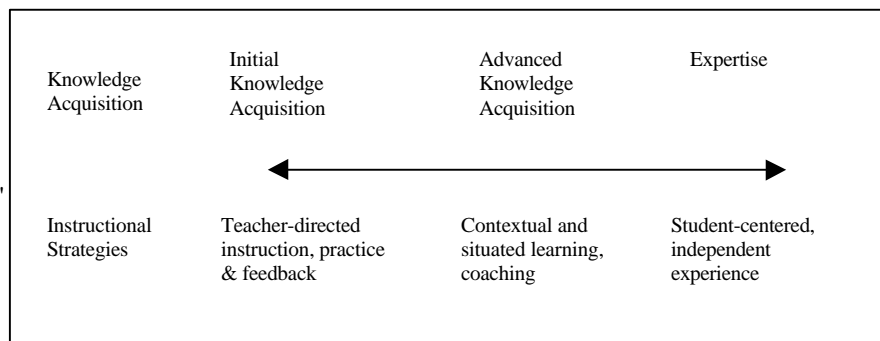 Knowledge
Acquisition
Initial
Knowledge
Acquisition
Advanced
Knowledge
Acquisition
Expertise
Instructional
Strategies
Teacher-directed
instruction, practice
& feedback
Contextual and
situated learning,
coaching
Student-centered,
independent
experience